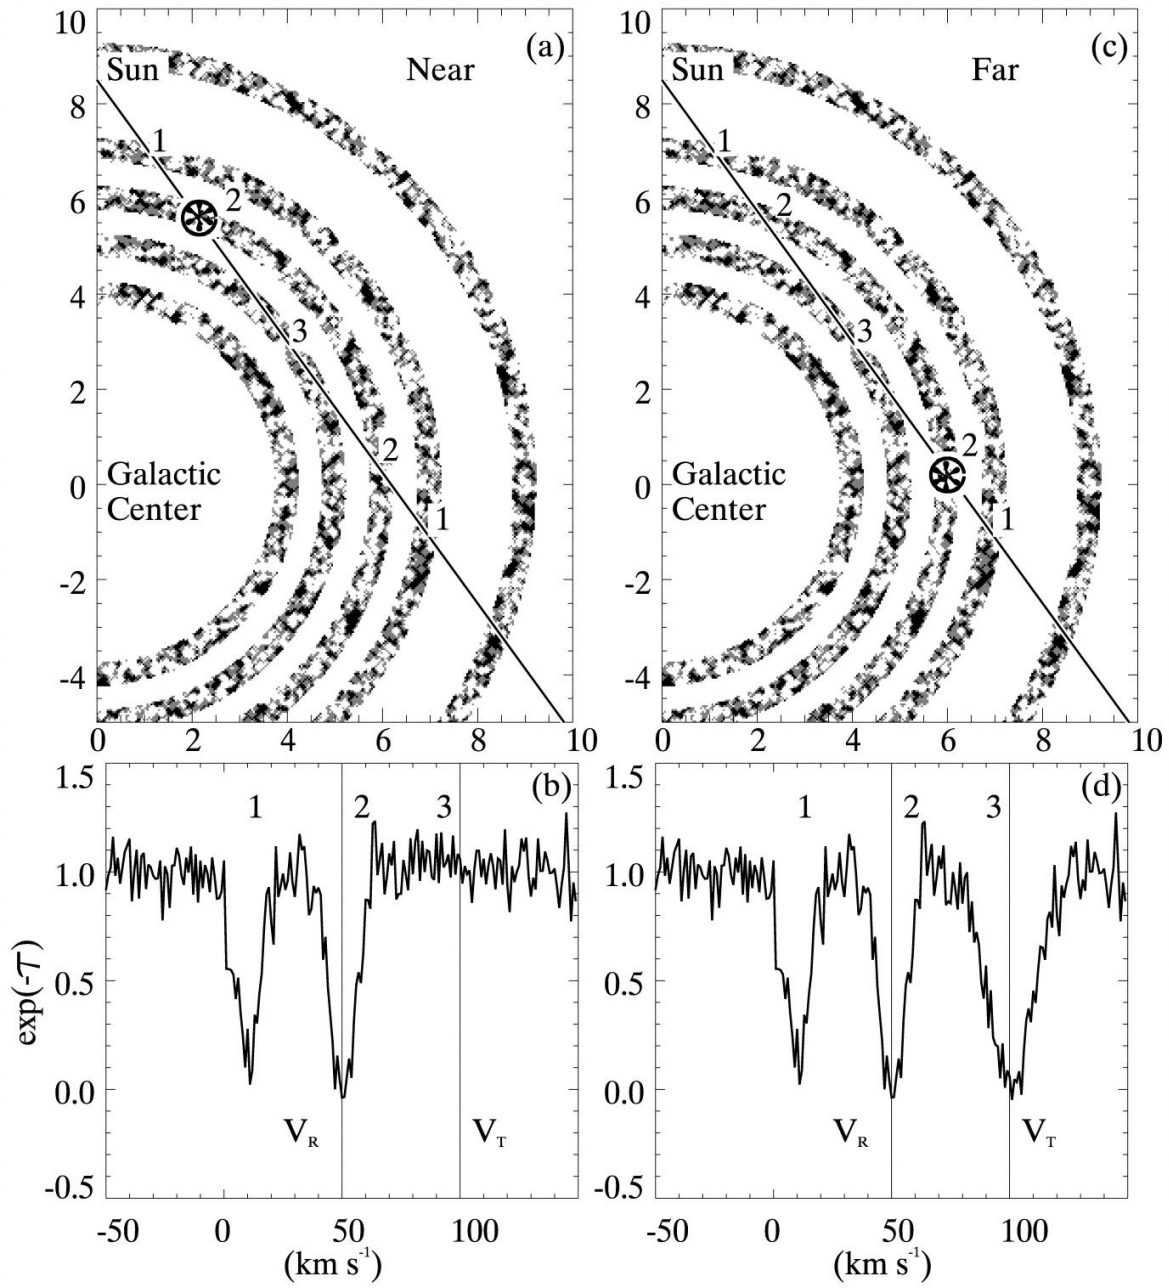 10
(a)
Sun
Near
8
1
6
2
4
3
2
2
Galactic
Center
0
1
-2
-4
0 2 4 6 8 10
10
(c)
Sun
Far
8
1
6
2
4
3
2
2
Galactic
Center
0
1
-2
-4
0 2 4 6 8 10
1.5
(b)
1 2 3
1.0
0.5
exp(-τ)
0.0
V_R V_T
-0.5
-50 0 50 100
(km s⁻¹)
1.5
(d)
1 2 3
1.0
0.5
0.0
V_R V_T
-0.5
-50 0 50 100
(km s⁻¹)